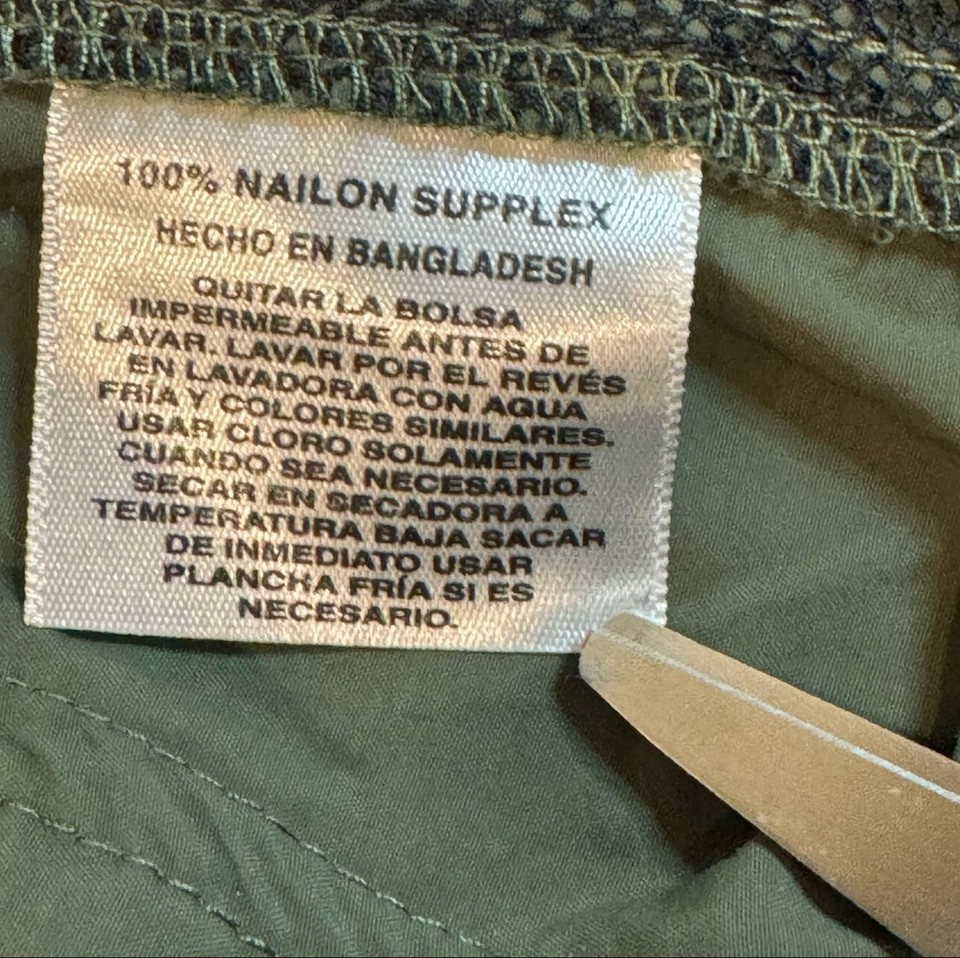 100% NAILON SUPPLEX
HECHO EN BANGLADESH
QUITAR LA BOLSA
IMPERMEABLE ANTES DE
LAVAR. LAVAR POR EL REVÉS
EN LAVADORA CON AGUA
FRÍA Y COLORES SIMILARES.
USAR CLORO SOLAMENTE
CUANDO SEA NECESARIO.
SECAR EN SECADORA A
TEMPERATURA BAJA SACAR
DE INMEDIATO USAR
PLANCHA FRÍA SI ES
NECESARIO.